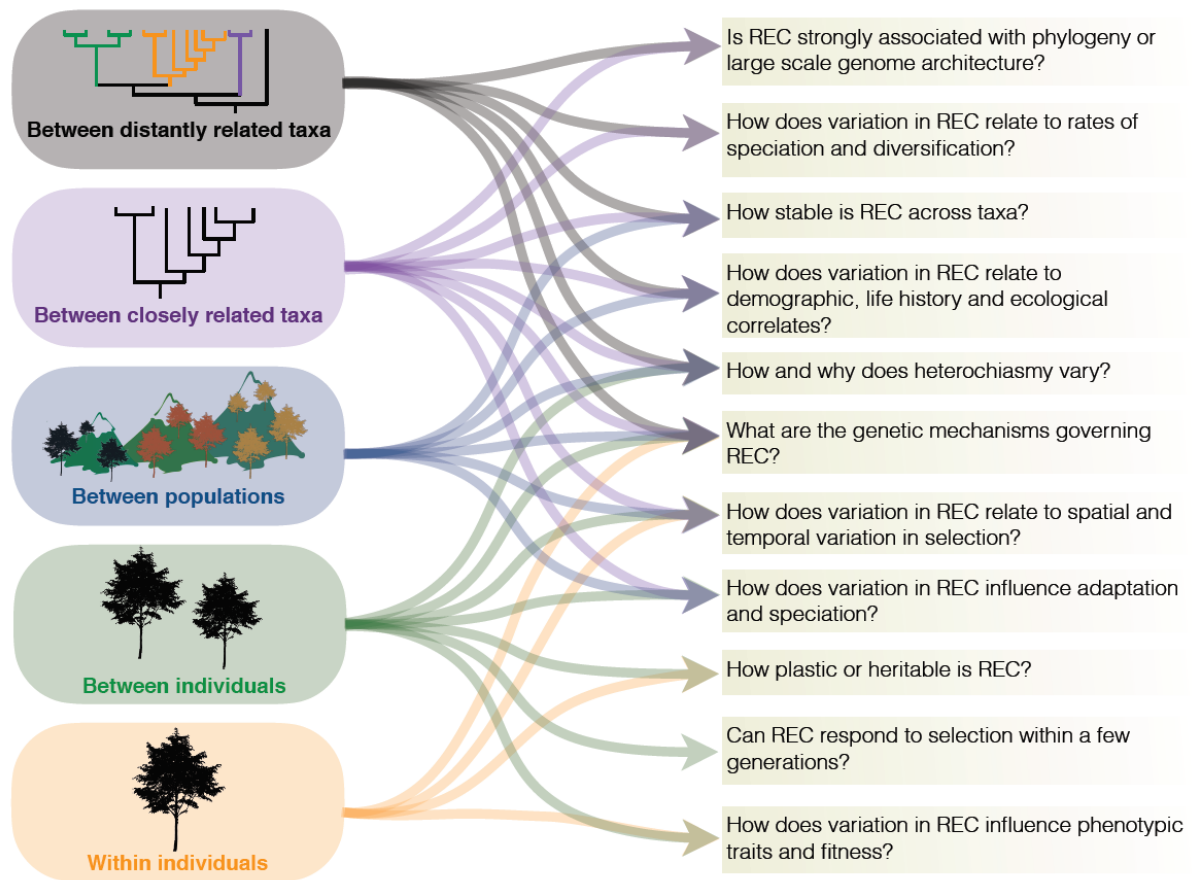 Between distantly related taxa
Between closely related taxa
Between populations
Between individuals
Within individuals
Is REC strongly associated with phylogeny or
large scale genome architecture?
How does variation in REC relate to rates of
speciation and diversification?
How stable is REC across taxa?
How does variation in REC relate to
demographic, life history and ecological
correlates?
How and why does heterochiasmy vary?
What are the genetic mechanisms governing
REC?
How does variation in REC relate to spatial and
temporal variation in selection?
How does variation in REC influence adaptation
and speciation?
How plastic or heritable is REC?
Can REC respond to selection within a few
generations?
How does variation in REC influence phenotypic
traits and fitness?